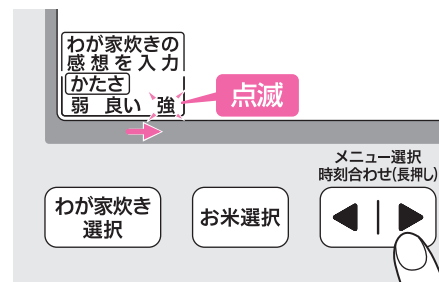 わが家炊きの
感想を入力
かたさ
弱 良い 強
点滅
メニュー選択
時刻合わせ(長押し)
わが家炊き
選択
お米選択